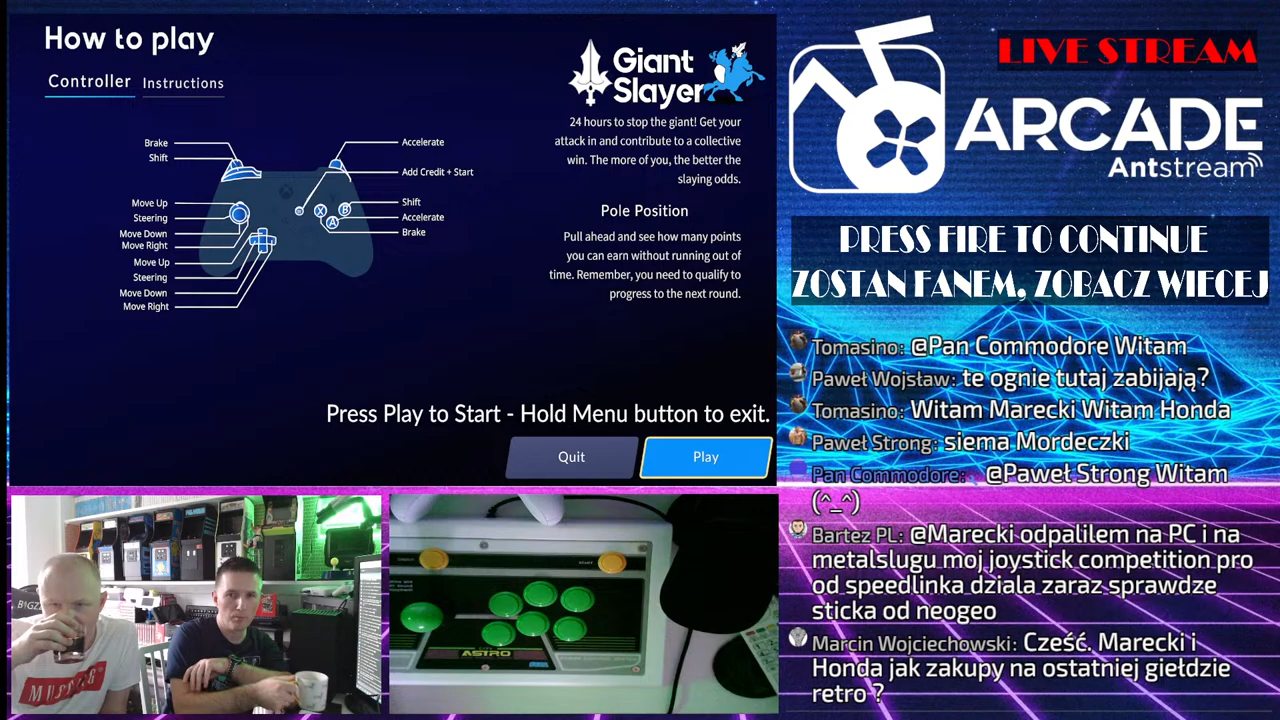 How to play
Controller Instructions
Giant
Slayer
24 hours to stop the giant! Get your
attack in and contribute to a collective
win. The more of you, the better the
slaying odds.
Pole Position
Pull ahead and see how many points
you can earn without running out of
time. Remember, you need to qualify to
progress to the next round.
Brake
Shift
Move Up
Steering
Move Down
Move Right
Move Up
Steering
Move Down
Move Right
Accelerate
Add Credit + Start
Shift
Accelerate
Brake
X
B
A
Press Play to Start - Hold Menu button to exit.
Quit
Play
LIVE STREAM
ARCADE
Antstream
PRESS FIRE TO CONTINUE
ZOSTAN FANEM, ZOBACZ WIECEJ
Tomasino: @Pan Commodore Witam
Paweł Wojsław: te ognie tutaj zabijają?
Tomasino: Witam Marecki Witam Honda
Paweł Strong: siema Mordeczki
Pan Commodore: @Paweł Strong Witam
(^_^)
Bartez PL: @Marecki odpalilem na PC i na
metalslugu moj joystick competition pro
od speedlinka dziala zaraz sprawdze
sticka od neogeo
Marcin Wojciechowski: Cześć. Marecki i
Honda jak zakupy na ostatniej giełdzie
retro ?
START
ASTRO
SEGA